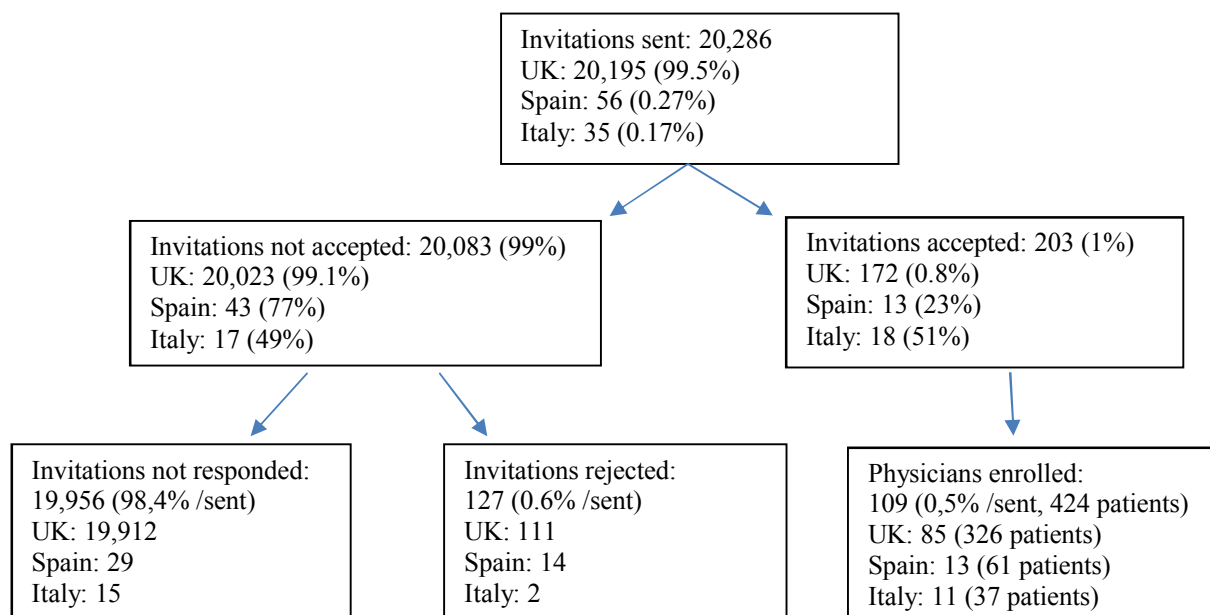 Invitations sent: 20,286
UK: 20,195 (99.5%)
Spain: 56 (0.27%)
Italy: 35 (0.17%)
Invitations not accepted: 20,083 (99%)
UK: 20,023 (99.1%)
Spain: 43 (77%)
Italy: 17 (49%)
Invitations accepted: 203 (1%)
UK: 172 (0.8%)
Spain: 13 (23%)
Italy: 18 (51%)
Invitations not responded:
19,956 (98,4% /sent)
UK: 19,912
Spain: 29
Italy: 15
Invitations rejected:
127 (0.6% /sent)
UK: 111
Spain: 14
Italy: 2
Physicians enrolled:
109 (0,5% /sent, 424 patients)
UK: 85 (326 patients)
Spain: 13 (61 patients)
Italy: 11 (37 patients)